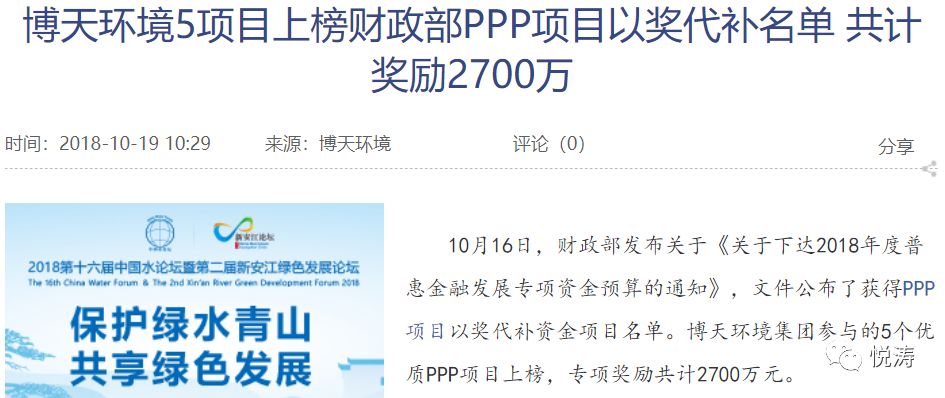 博天环境5项目上榜财政部PPP项目以奖代补名单 共计
奖励2700万
时间：2018-10-19 10:29
来源：博天环境
评论（0）
分享
新安江论坛
2018第十六届中国水论坛暨第二届新安江绿色发展论坛
The 16th China Water Forum & The 2nd Xin'an River Green Development Forum 2018
保护绿水青山
共享绿色发展
10月16日，财政部发布关于《关于下达2018年度普
惠金融发展专项资金预算的通知》，文件公布了获得PPP
项目以奖代补资金项目名单。博天环境集团参与的5个优
质PPP项目上榜，专项奖励共计2700万元。
悦涛